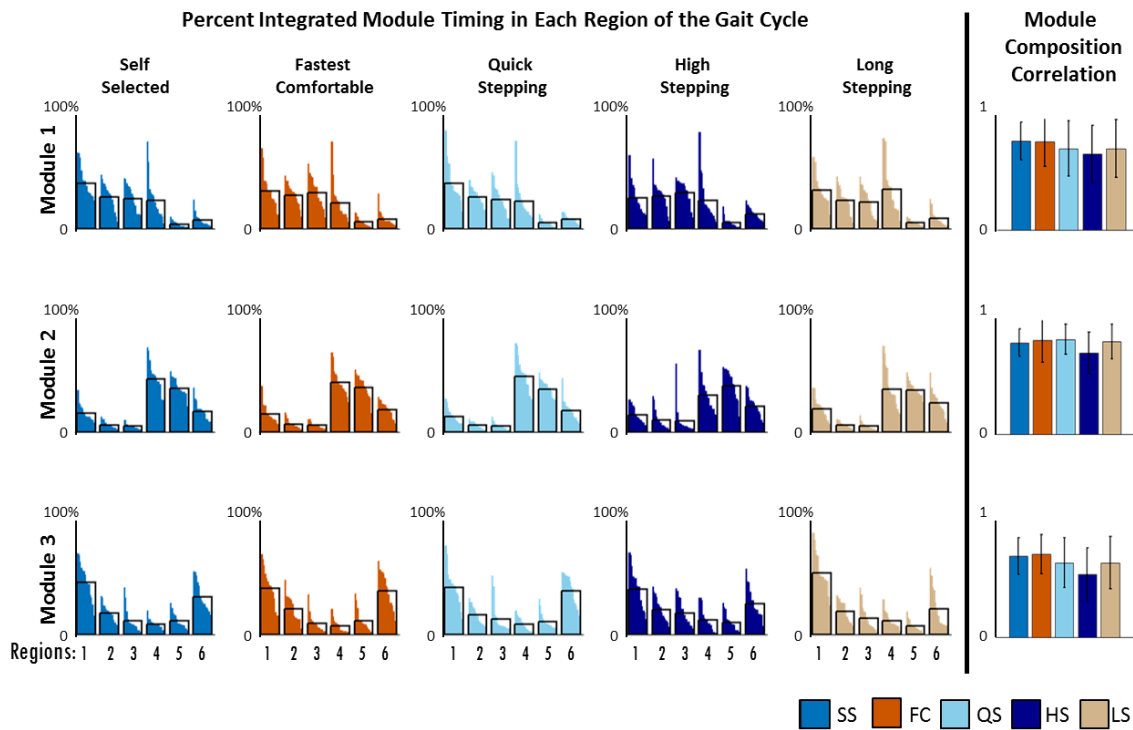 Percent Integrated Module Timing in Each Region of the Gait Cycle
Module
Composition
Correlation
Self
Selected
Fastest
Comfortable
Quick
Stepping
High
Stepping
Long
Stepping
Module 1
100%
0
100%
0
100%
0
100%
0
100%
0
1
0
Module 2
100%
0
100%
0
100%
0
100%
0
100%
0
1
0
Module 3
100%
0
100%
0
100%
0
100%
0
100%
0
1
0
Regions: 1 2 3 4 5 6 1 2 3 4 5 6 1 2 3 4 5 6 1 2 3 4 5 6 1 2 3 4 5 6
SS FC QS HS LS